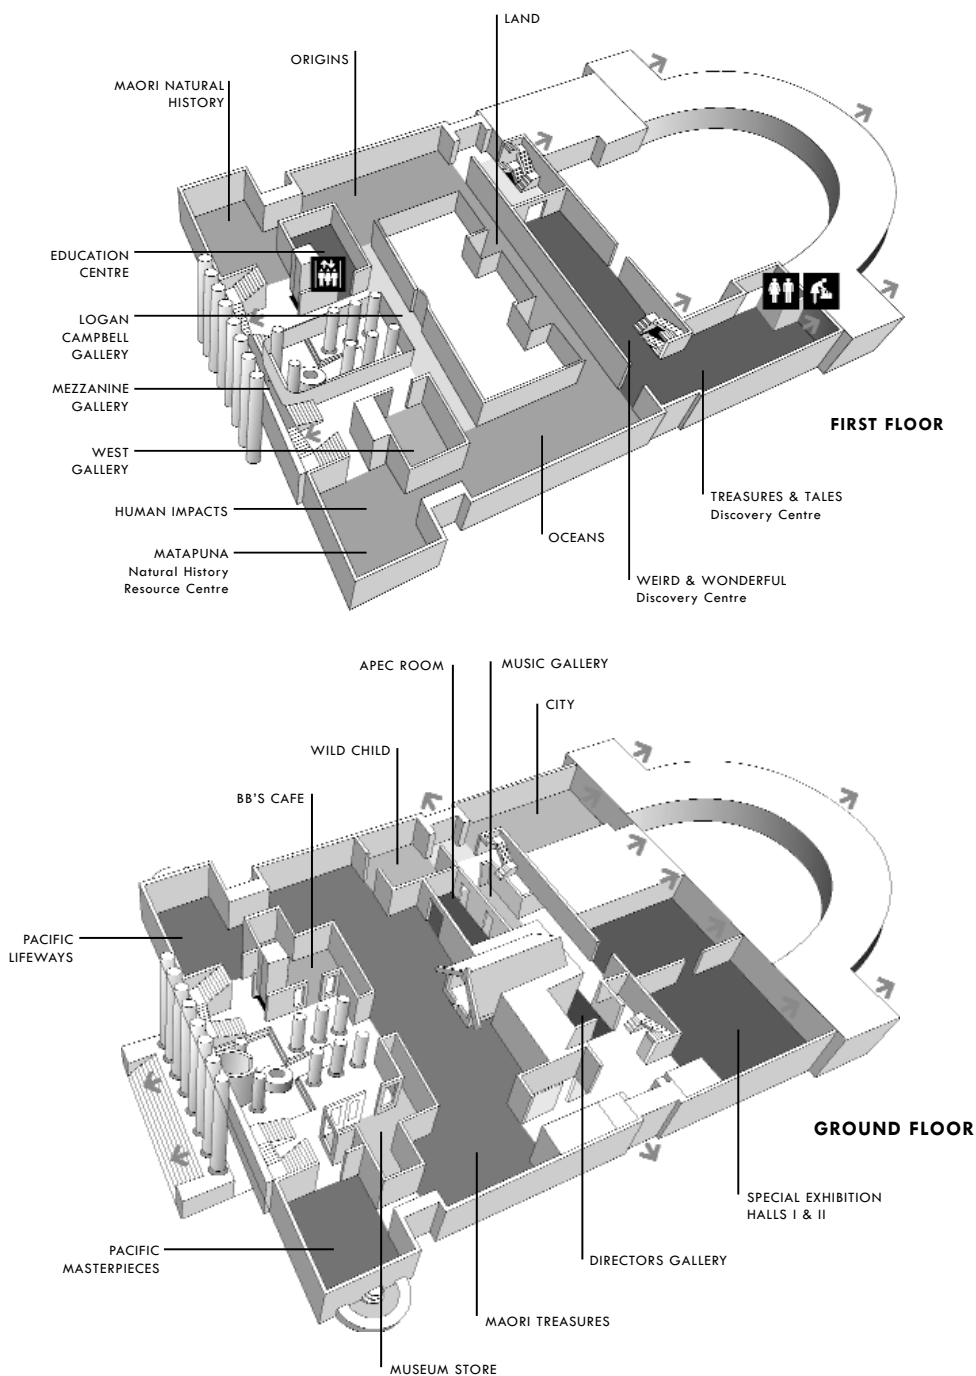 LAND
ORIGINS
MAORI NATURAL
HISTORY
EDUCATION
CENTRE
LOGAN
CAMPBELL
GALLERY
MEZZANINE
GALLERY
WEST
GALLERY
HUMAN IMPACTS
MATAPUNA
Natural History
Resource Centre
FIRST FLOOR
TREASURES & TALES
Discovery Centre
OCEANS
WEIRD & WONDERFUL
Discovery Centre
APEC ROOM
MUSIC GALLERY
CITY
WILD CHILD
BB'S CAFE
PACIFIC
LIFEWAYS
GROUND FLOOR
SPECIAL EXHIBITION
HALLS I & II
PACIFIC
MASTERPIECES
DIRECTORS GALLERY
MAORI TREASURES
MUSEUM STORE